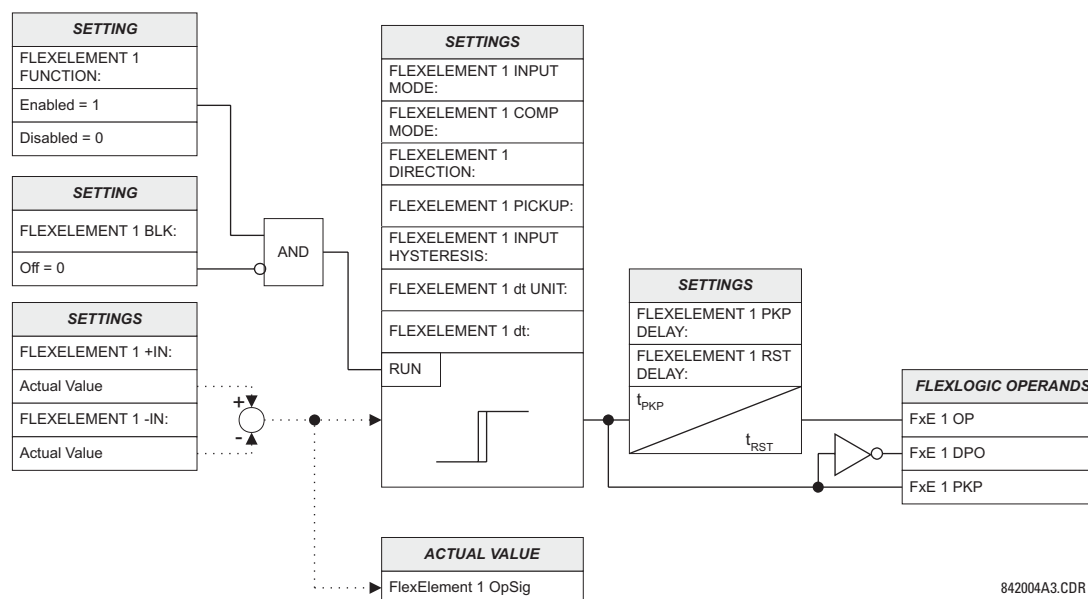 SETTING
FLEXELEMENT 1
FUNCTION:
Enabled = 1
Disabled = 0
SETTING
FLEXELEMENT 1 BLK:
Off = 0
SETTINGS
FLEXELEMENT 1 +IN:
Actual Value
FLEXELEMENT 1 -IN:
Actual Value
AND
+
-
SETTINGS
FLEXELEMENT 1 INPUT
MODE:
FLEXELEMENT 1 COMP
MODE:
FLEXELEMENT 1
DIRECTION:
FLEXELEMENT 1 PICKUP:
FLEXELEMENT 1 INPUT
HYSTERESIS:
FLEXELEMENT 1 dt UNIT:
FLEXELEMENT 1 dt:
RUN
SETTINGS
FLEXELEMENT 1 PKP
DELAY:
FLEXELEMENT 1 RST
DELAY:
tPKP
tRST
FLEXLOGIC OPERANDS
FxE 1 OP
FxE 1 DPO
FxE 1 PKP
ACTUAL VALUE
FlexElement 1 OpSig
842004A3.CDR